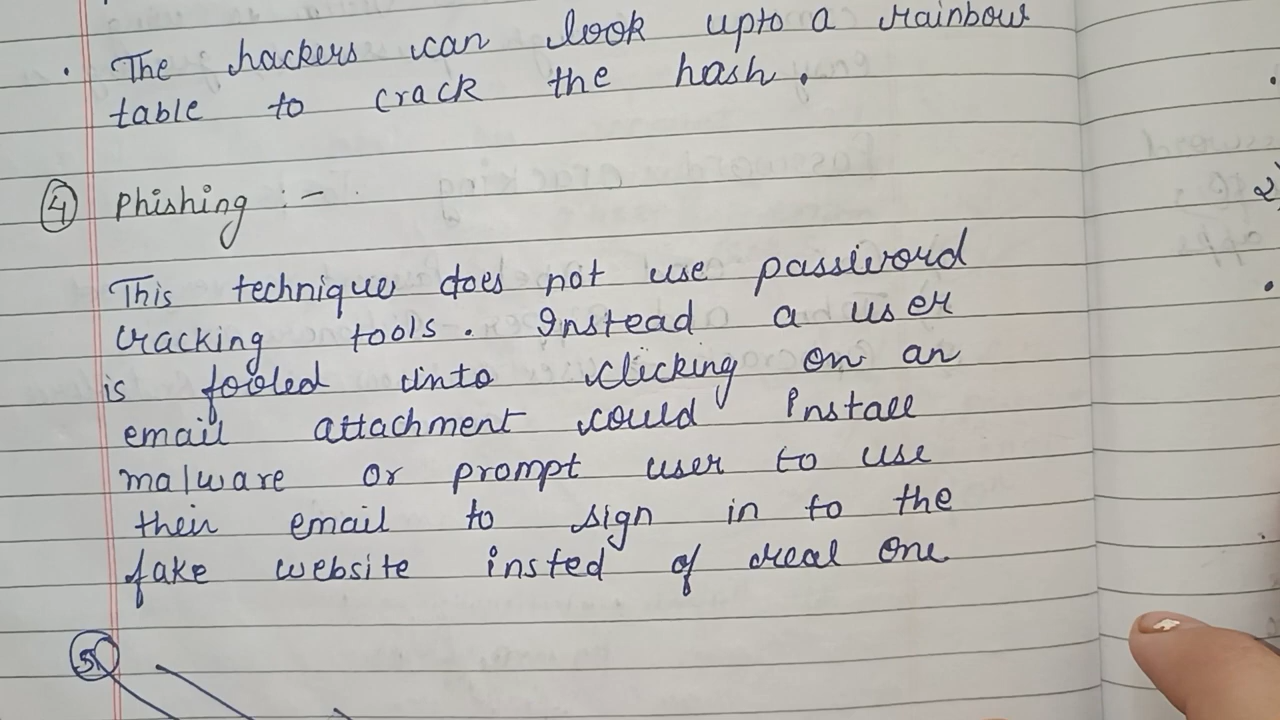 . The hackers can look upto a rainbow
table to crack the hash.
④ Phishing :-
This technique does not use password
cracking tools. Instead a user
is fooled into clicking on an
email attachment could Install
malware or prompt user to use
their email to sign in to the
fake website insted of real one
⑤
2)